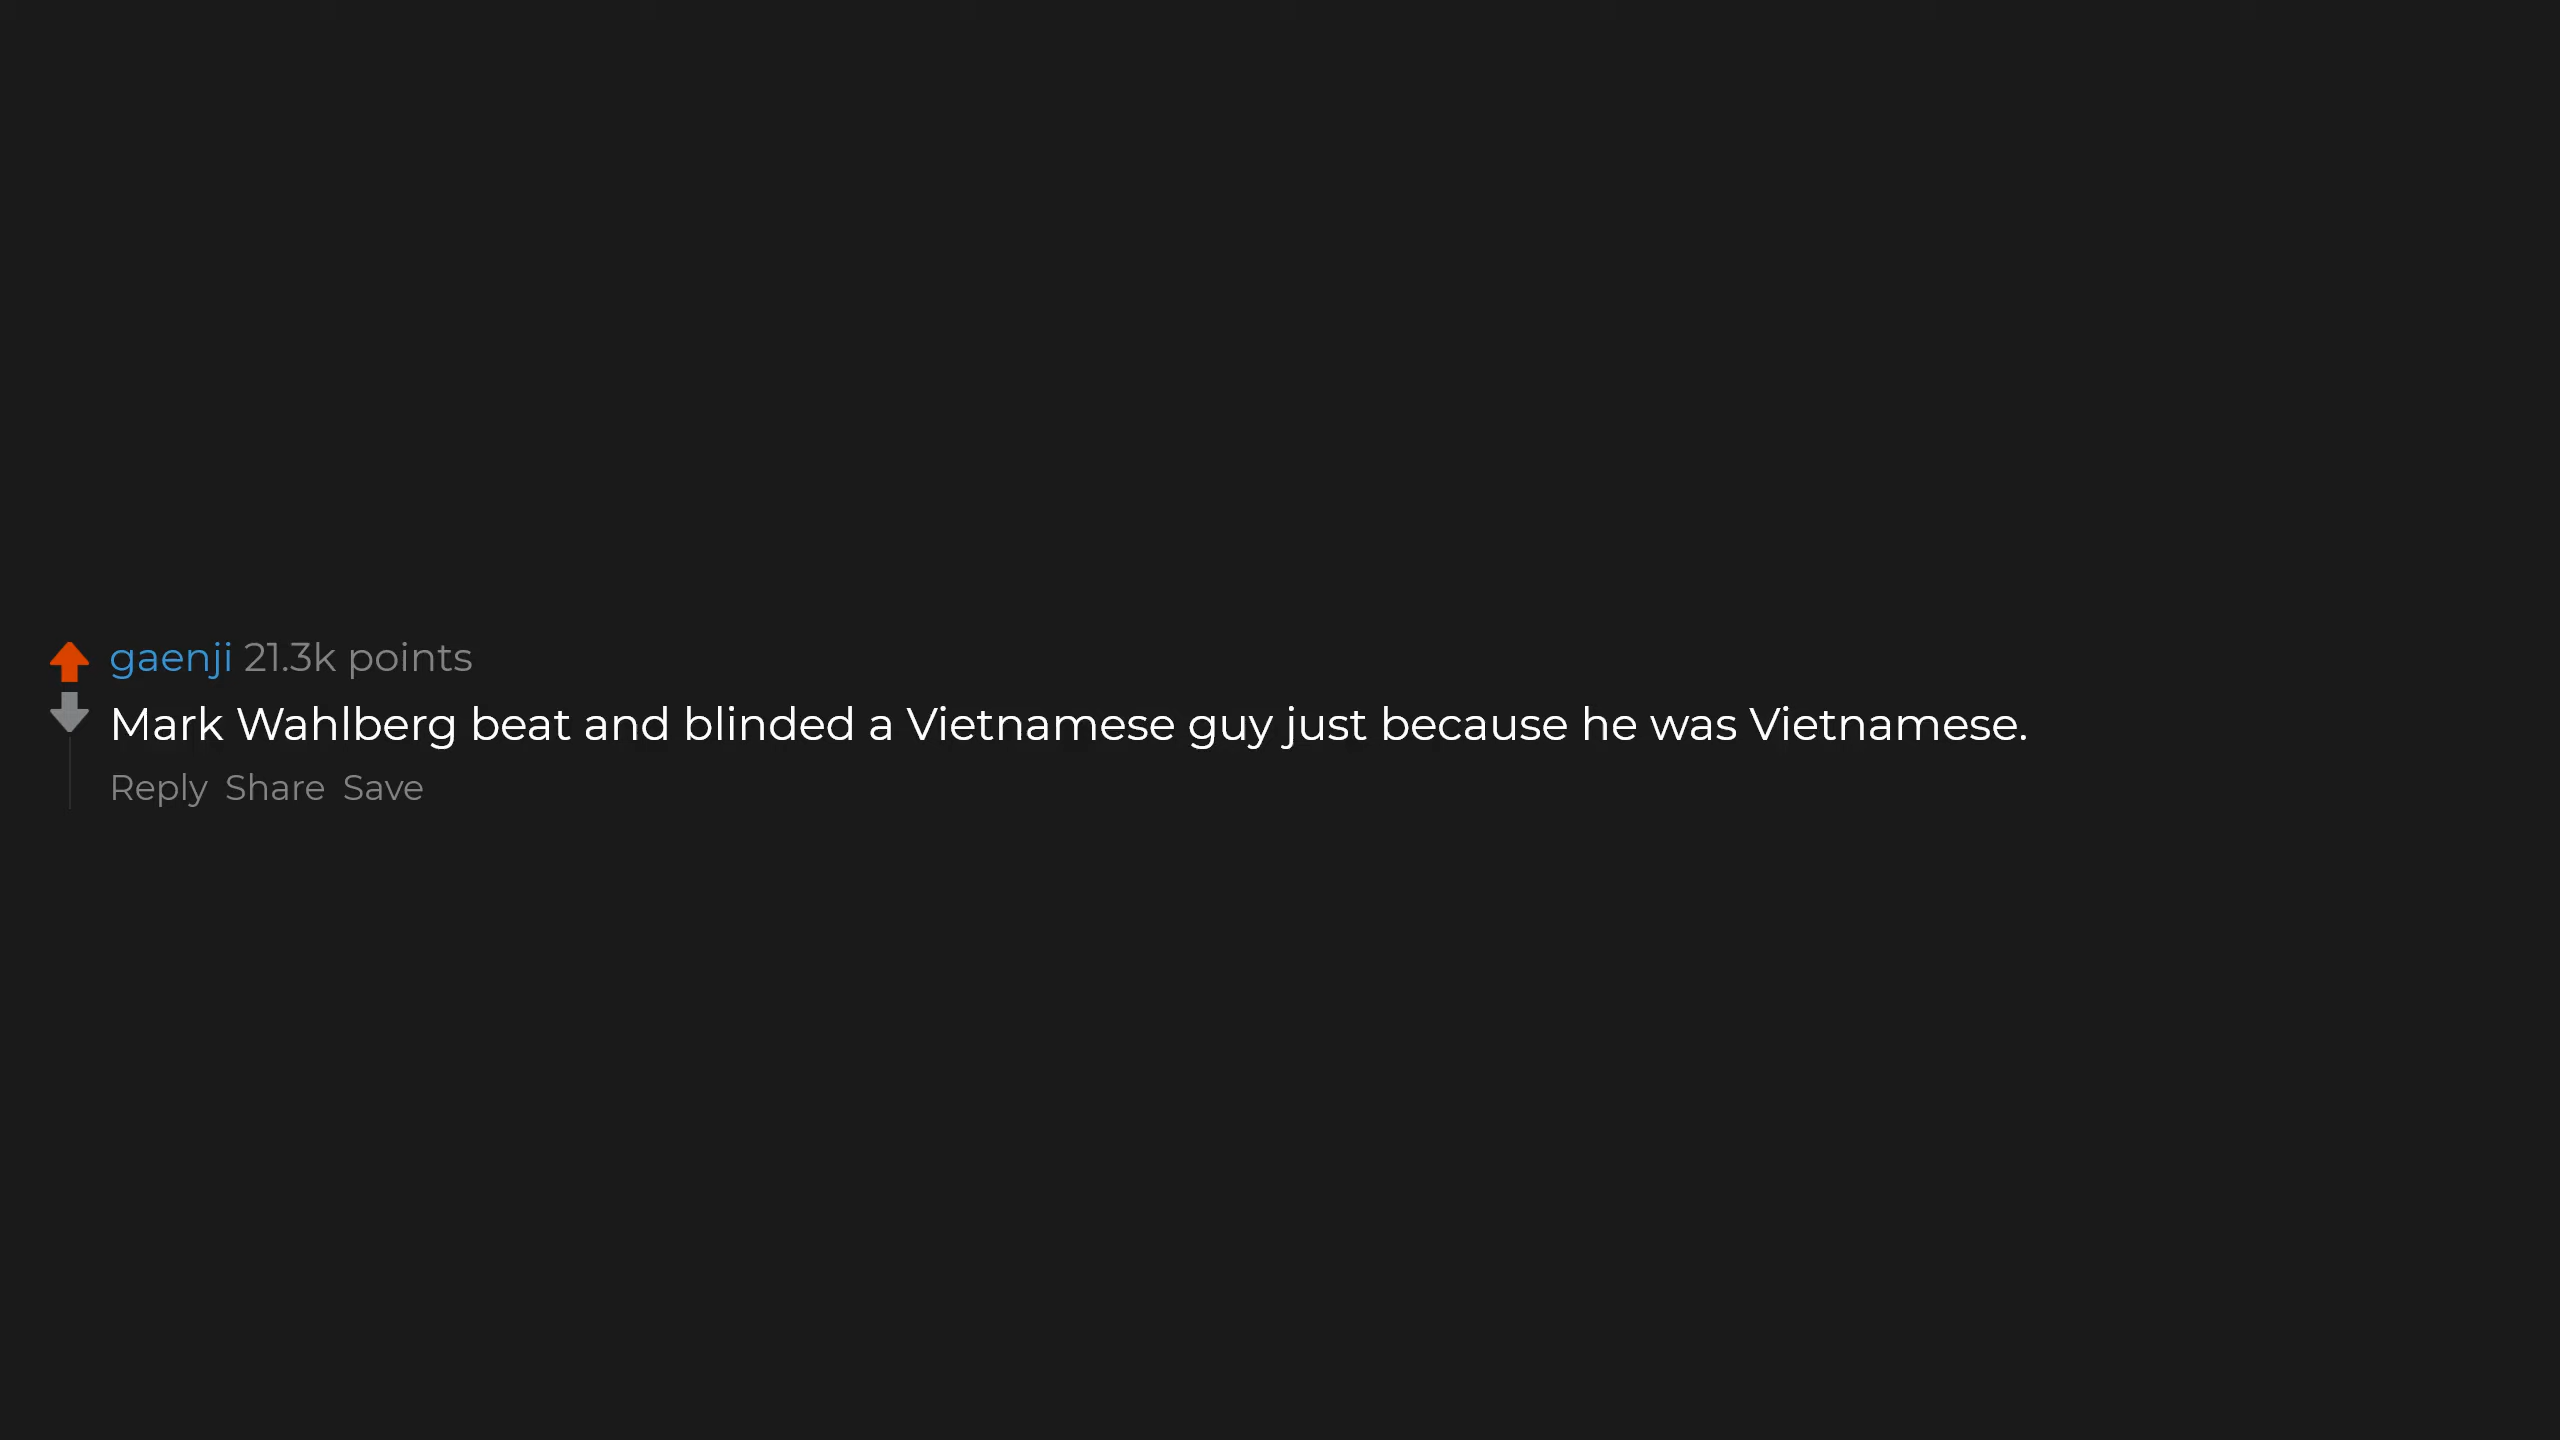 gaenji 21.3k points
Mark Wahlberg beat and blinded a Vietnamese guy just because he was Vietnamese.
Reply Share Save